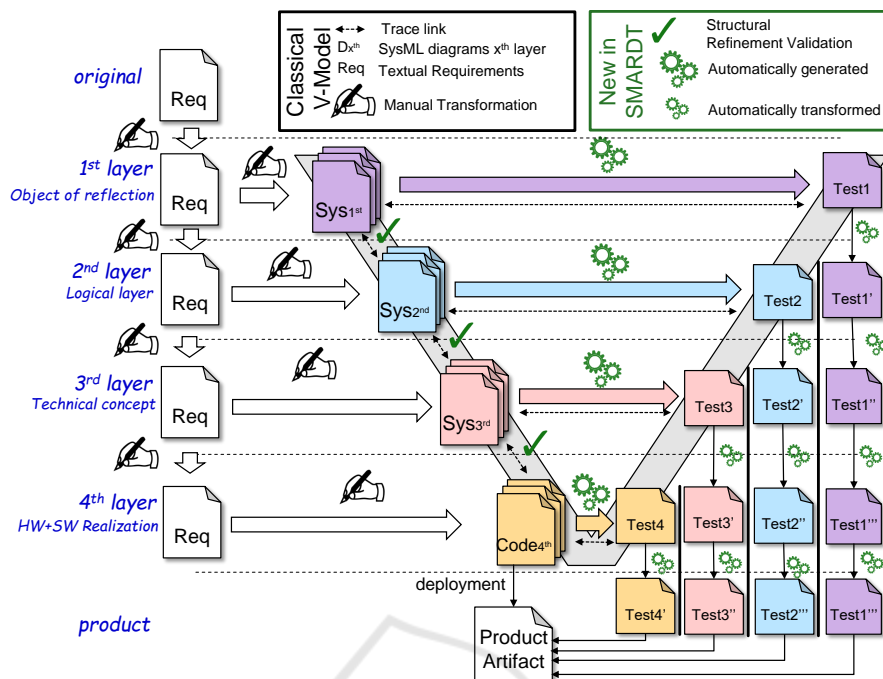 Classical
V-Model
Trace link
Dxth SysML diagrams xth layer
Req Textual Requirements
Manual Transformation
New in
SMARDT
Structural
Refinement Validation
Automatically generated
Automatically transformed
original
Req
1st layer
Object of reflection
Req
Sys1st
Test1
2nd layer
Logical layer
Req
Sys2nd
Test2
Test1'
3rd layer
Technical concept
Req
Sys3rd
Test3
Test2'
Test1''
4th layer
HW+SW Realization
Req
Code4th
Test4
Test3'
Test2''
Test1'''
deployment
product
Product
Artifact
Test4'
Test3''
Test2'''
Test1'''